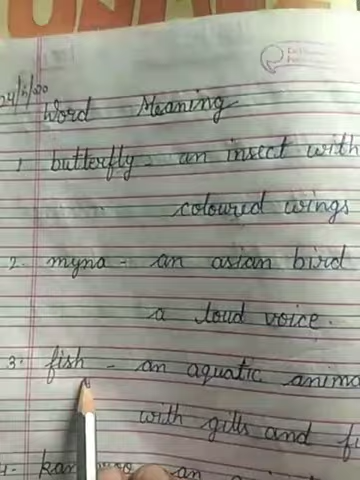 24/6/20
Word Meaning
1. butterfly - an insect with
coloured wings
2. myna - an asian bird
a loud voice.
3. fish - an aquatic
with gills and
4. an